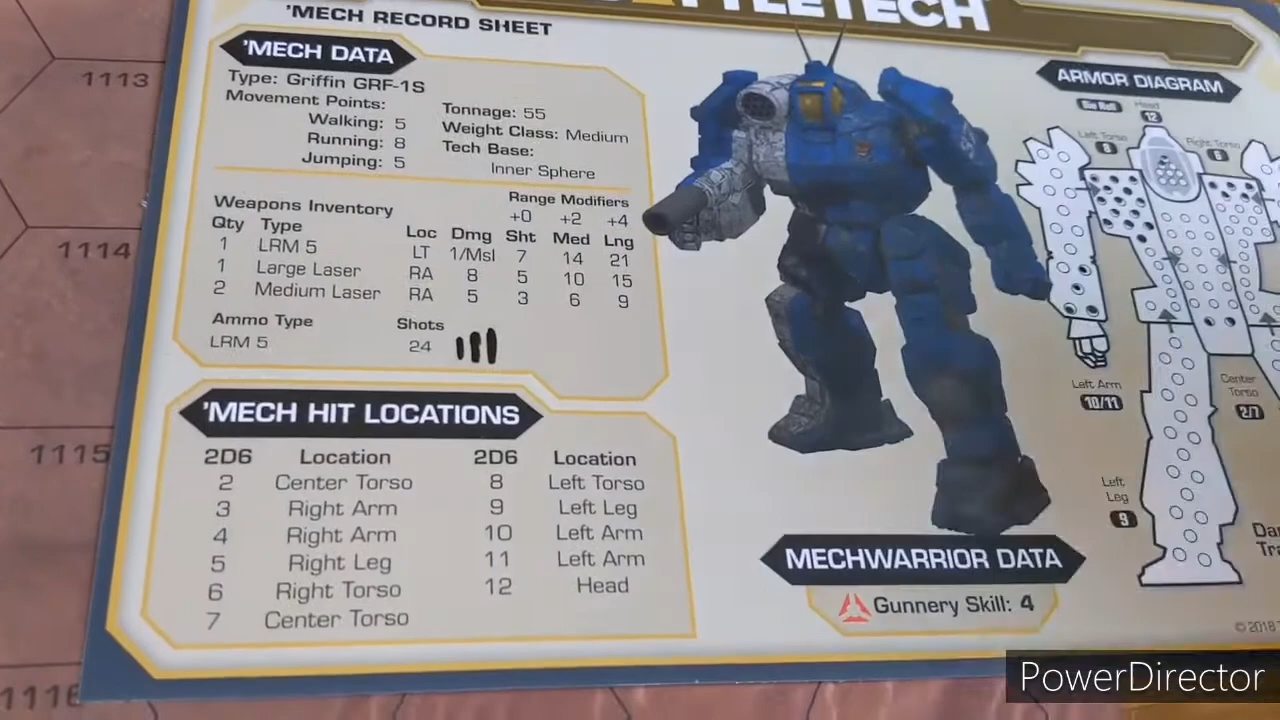 BATTLETECH
'MECH RECORD SHEET
'MECH DATA
Type: Griffin GRF-1S
Movement Points:
Walking: 5
Running: 8
Jumping: 5
Tonnage: 55
Weight Class: Medium
Tech Base:
Inner Sphere
Weapons Inventory
Range Modifiers
+0 +2 +4
Qty Type Loc Dmg Sht Med Lng
1 LRM 5 LT 1/Msl 7 14 21
1 Large Laser RA 8 5 10 15
2 Medium Laser RA 5 3 6 9
Ammo Type Shots
LRM 5 24
'MECH HIT LOCATIONS
2D6 Location 2D6 Location
2 Center Torso 8 Left Torso
3 Right Arm 9 Left Leg
4 Right Arm 10 Left Arm
5 Right Leg 11 Left Arm
6 Right Torso 12 Head
7 Center Torso
MECHWARRIOR DATA
Gunnery Skill: 4
ARMOR DIAGRAM
Die Roll
Head
12
Left Torso
8
Right Torso
6
Left Arm
10/11
Center
Torso
2/7
Left
Leg
9
© 2018
1113
1114
1115
1116
PowerDirector